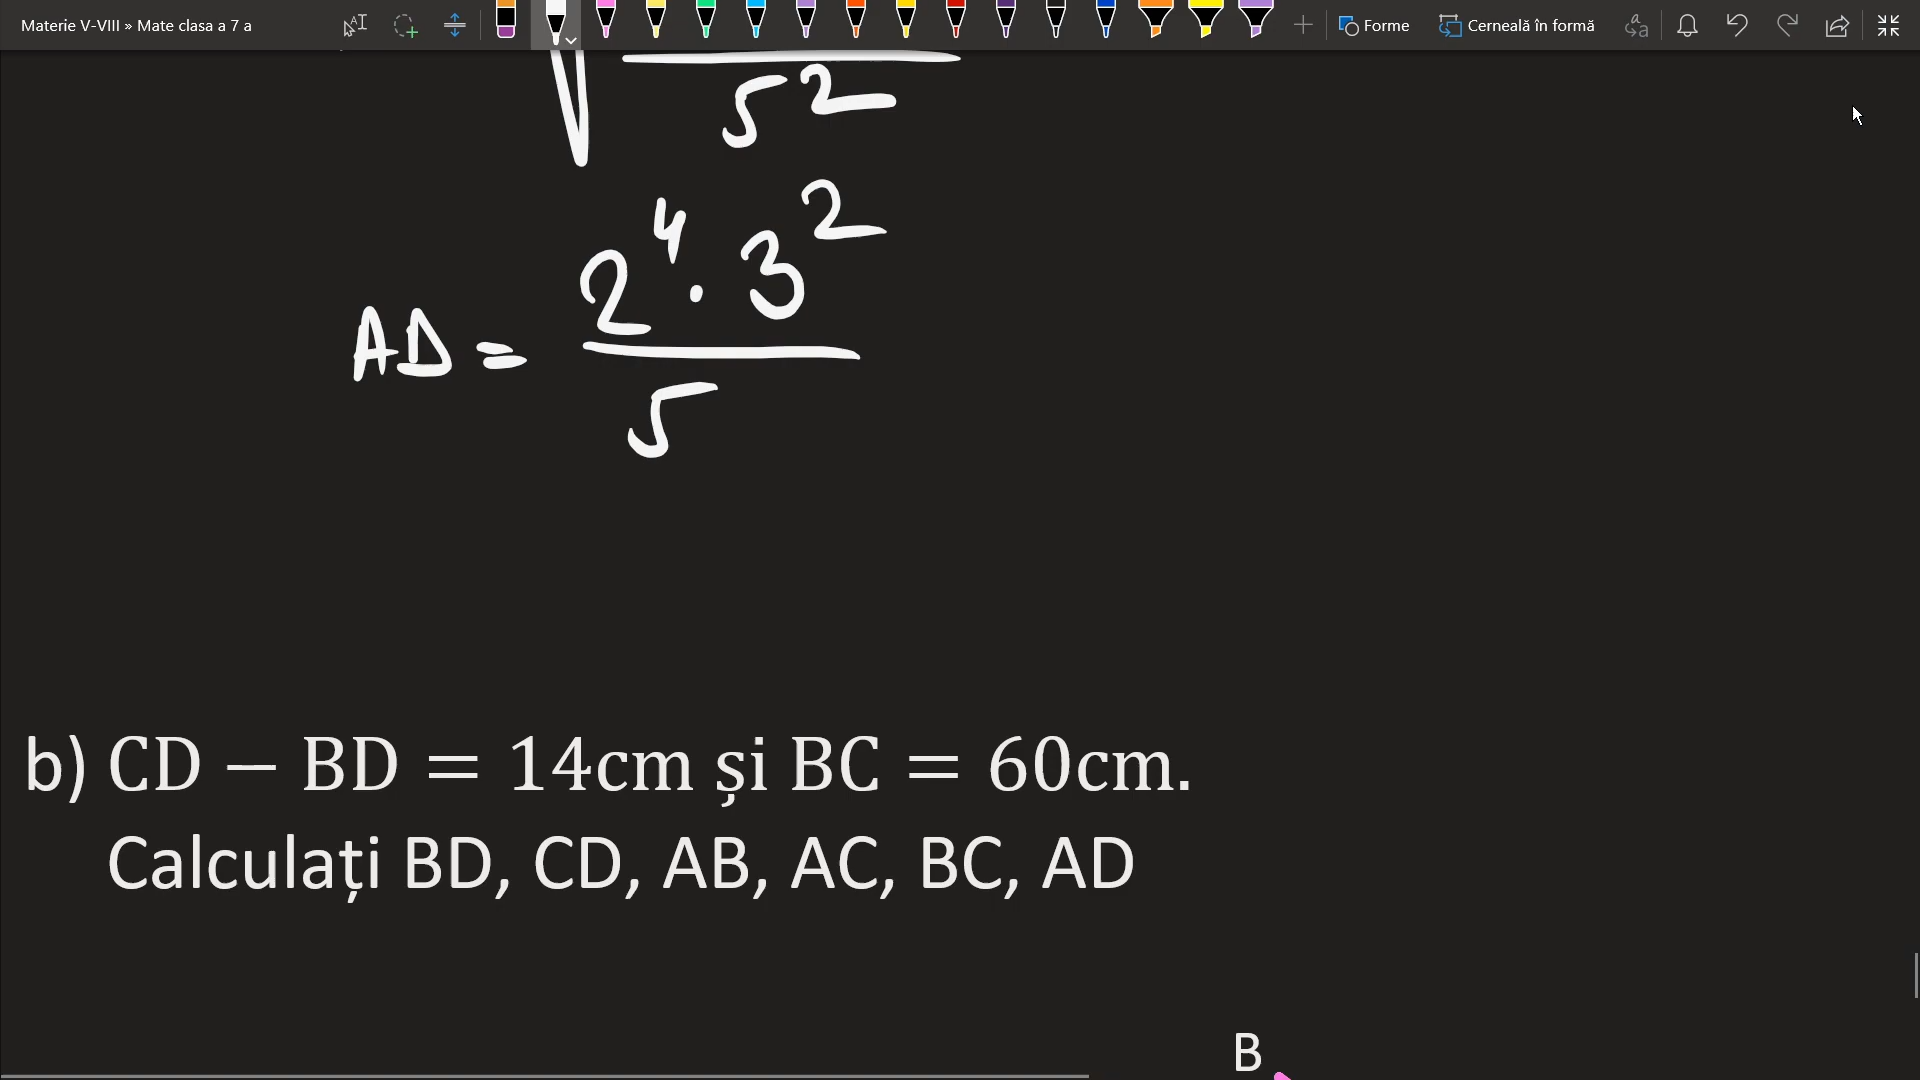 Materie V-VIII » Mate clasa a 7 a
Forme
Cerneală în formă
5²
AD = 2⁴·3² / 5
b) CD − BD = 14cm și BC = 60cm.
Calculați BD, CD, AB, AC, BC, AD
B